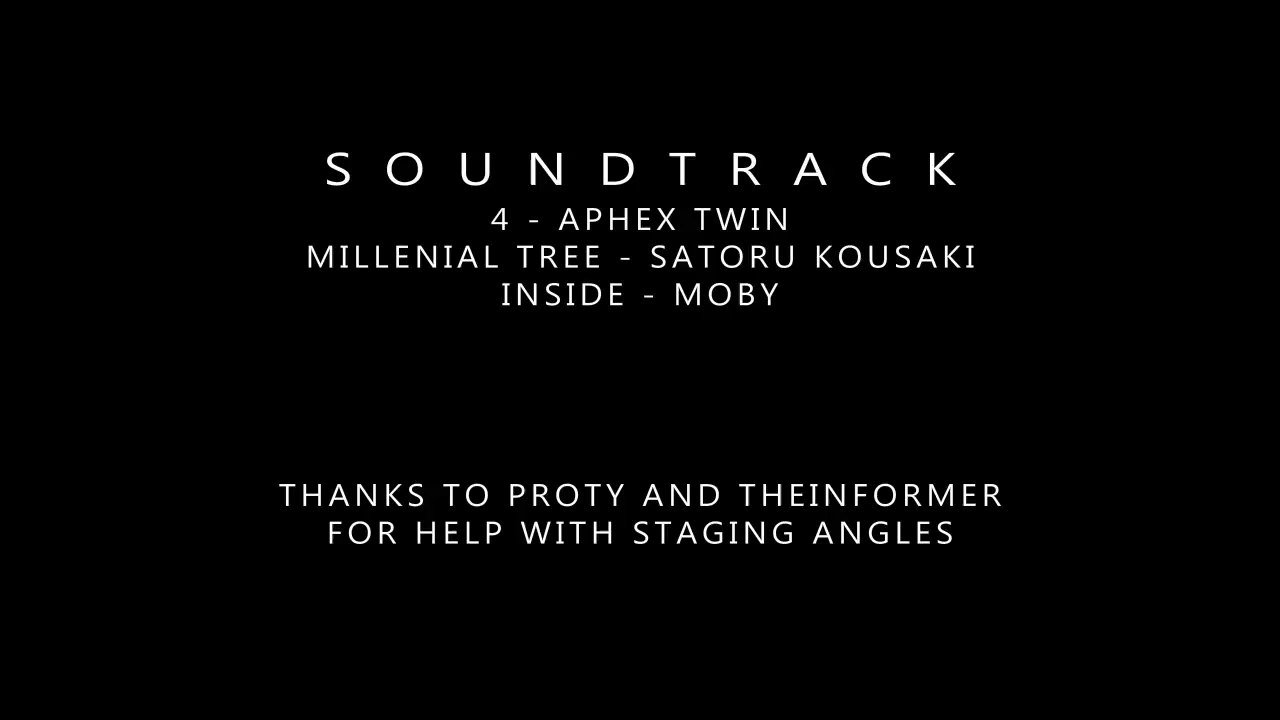 SOUNDTRACK
4 - APHEX TWIN
MILLENIAL TREE - SATORU KOUSAKI
INSIDE - MOBY
THANKS TO PROTY AND THEINFORMER
FOR HELP WITH STAGING ANGLES